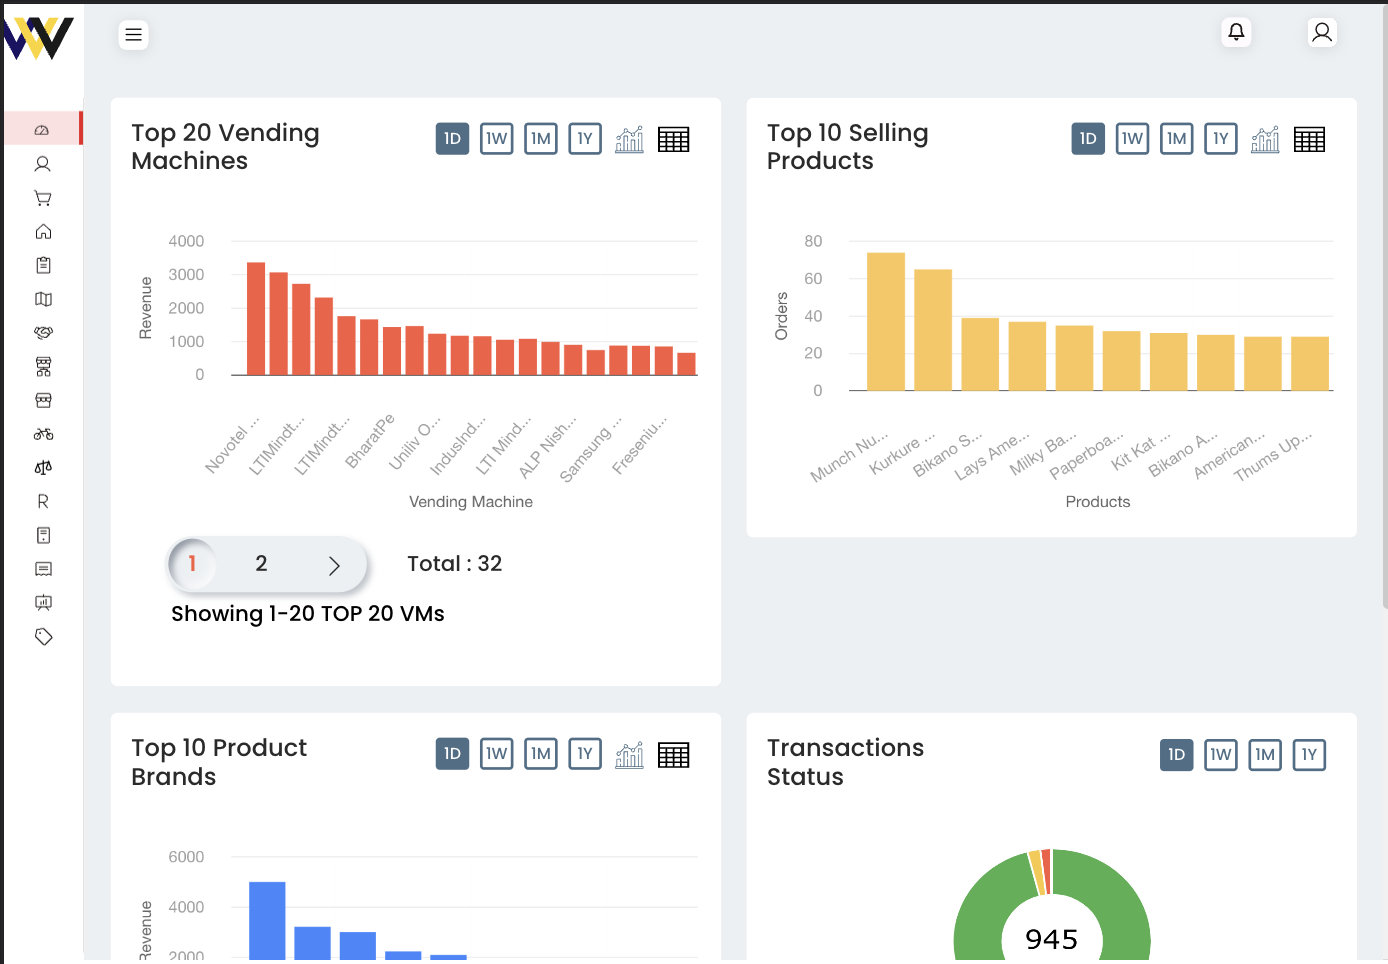 Top 20 Vending
Machines
1D 1W 1M 1Y
4000
3000
2000
1000
0
Revenue
Novotel ...
LTIMindt...
LTIMindt...
BharatPe
Uniliv O...
IndusInd...
LTI Mind...
ALP Nish...
Samsung ...
Freseniu...
Vending Machine
1 2
Total : 32
Showing 1-20 TOP 20 VMs
Top 10 Selling
Products
1D 1W 1M 1Y
80
60
40
20
0
Orders
Munch Nu...
Kurkure ...
Bikano S...
Lays Ame...
Milky Ba...
Paperboa...
Kit Kat ...
Bikano A...
American...
Thums Up...
Products
Top 10 Product
Brands
1D 1W 1M 1Y
6000
4000
2000
Revenue
Transactions
Status
1D 1W 1M 1Y
945
R